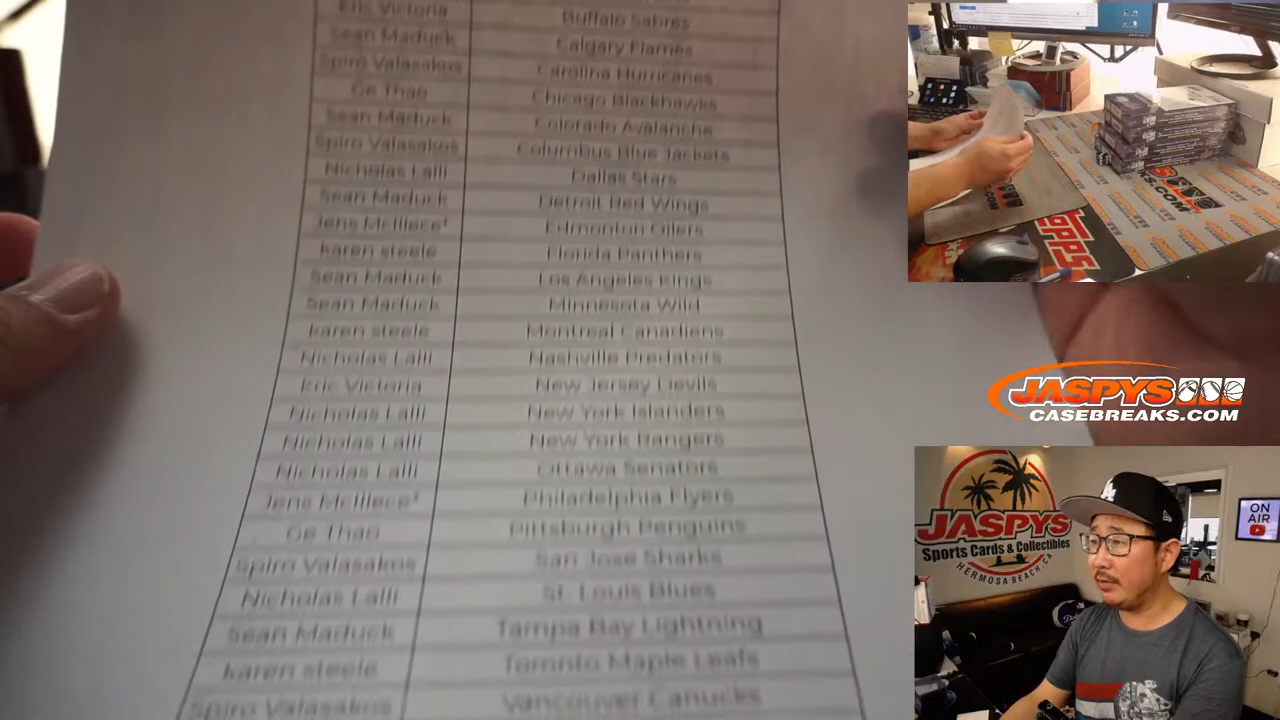 Eric Victoria Buffalo Sabres
Sean Maduck Calgary Flames
Spiro Valasakos Carolina Hurricanes
Ge Thao Chicago Blackhawks
Sean Maduck Colorado Avalanche
Spiro Valasakos Columbus Blue Jackets
Nicholas Lalli Dallas Stars
Sean Maduck Detroit Red Wings
Jens McIliece* Edmonton Oilers
karen steele Florida Panthers
Sean Maduck Los Angeles Kings
Sean Maduck Minnesota Wild
karen steele Montreal Canadiens
Nicholas Lalli Nashville Predators
Eric Victoria New Jersey Devils
Nicholas Lalli New York Islanders
Nicholas Lalli New York Rangers
Nicholas Lalli Ottawa Senators
Jens McIliece* Philadelphia Flyers
Ge Thao Pittsburgh Penguins
Spiro Valasakos San Jose Sharks
Nicholas Lalli St. Louis Blues
Sean Maduck Tampa Bay Lightning
karen steele Toronto Maple Leafs
Spiro Valasakos Vancouver Canucks
TOPPS
JASPYS
CASEBREAKS.COM
JASPYS
Sports Cards & Collectibles
HERMOSA BEACH, CA
LA
ON
AIR